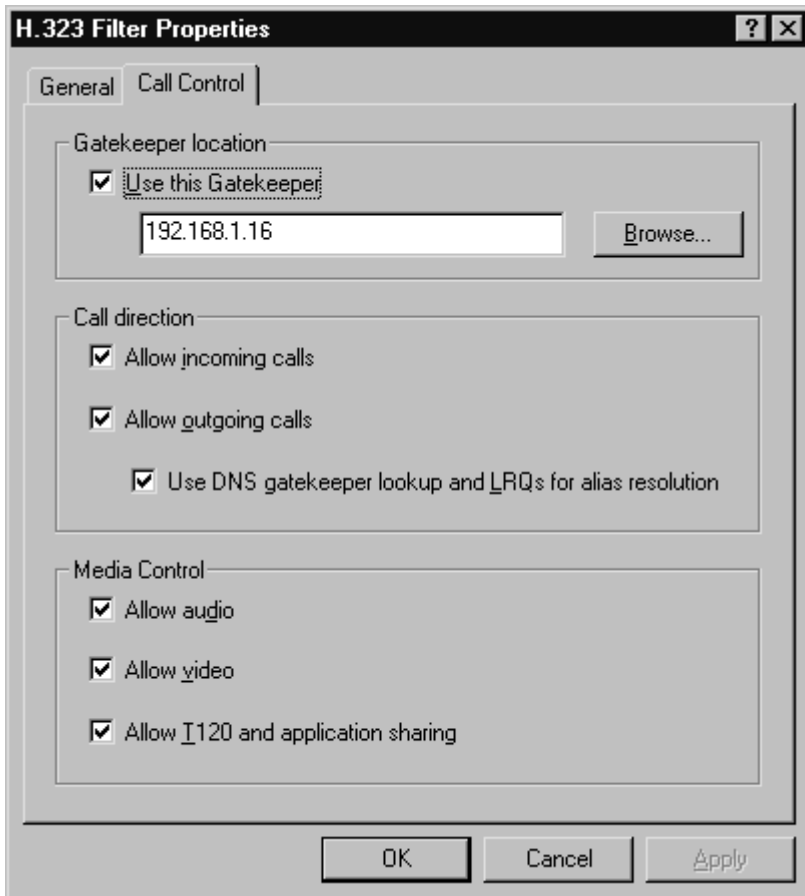 H.323 Filter Properties
General Call Control
Gatekeeper location
Use this Gatekeeper
192.168.1.16 Browse...
Call direction
Allow incoming calls
Allow outgoing calls
Use DNS gatekeeper lookup and LRQs for alias resolution
Media Control
Allow audio
Allow video
Allow T120 and application sharing
OK Cancel Apply